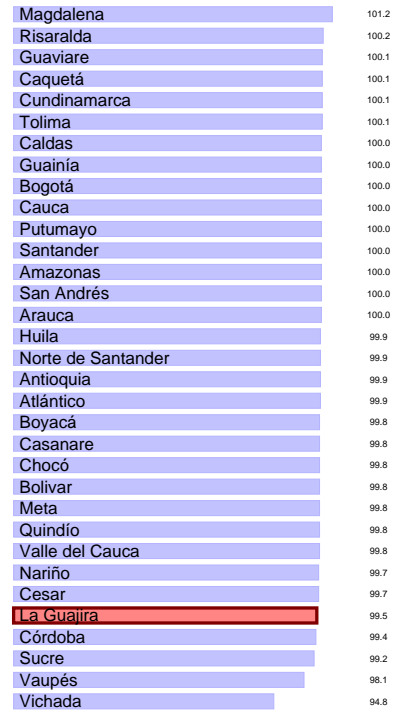 Magdalena 101.2
Risaralda 100.2
Guaviare 100.1
Caquetá 100.1
Cundinamarca 100.1
Tolima 100.1
Caldas 100.0
Guainía 100.0
Bogotá 100.0
Cauca 100.0
Putumayo 100.0
Santander 100.0
Amazonas 100.0
San Andrés 100.0
Arauca 100.0
Huila 99.9
Norte de Santander 99.9
Antioquia 99.9
Atlántico 99.9
Boyacá 99.8
Casanare 99.8
Chocó 99.8
Bolivar 99.8
Meta 99.8
Quindío 99.8
Valle del Cauca 99.8
Nariño 99.7
Cesar 99.7
La Guajira 99.5
Córdoba 99.4
Sucre 99.2
Vaupés 98.1
Vichada 94.8